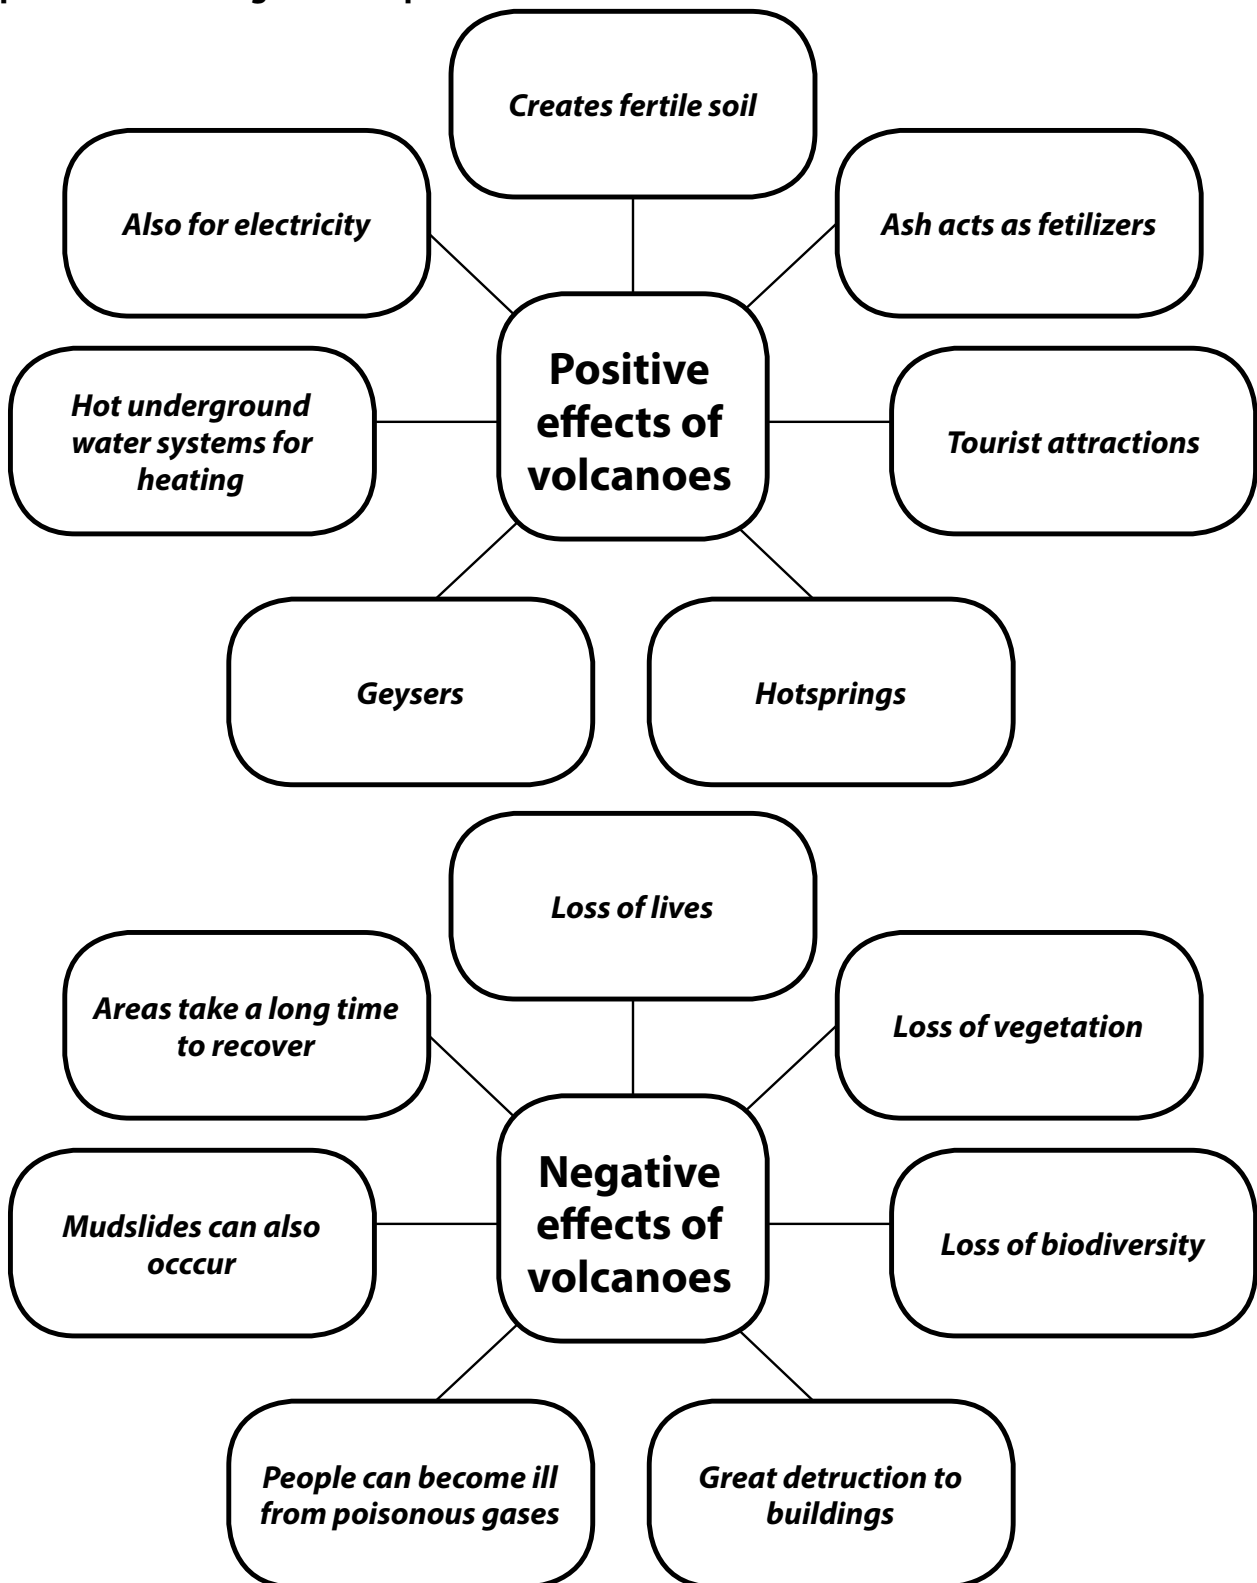 Creates fertile soil
Also for electricity
Ash acts as fetilizers
Positive
effects of
volcanoes
Hot underground
water systems for
heating
Tourist attractions
Geysers
Hotsprings
Loss of lives
Areas take a long time
to recover
Loss of vegetation
Negative
effects of
volcanoes
Mudslides can also
occcur
Loss of biodiversity
People can become ill
from poisonous gases
Great detruction to
buildings